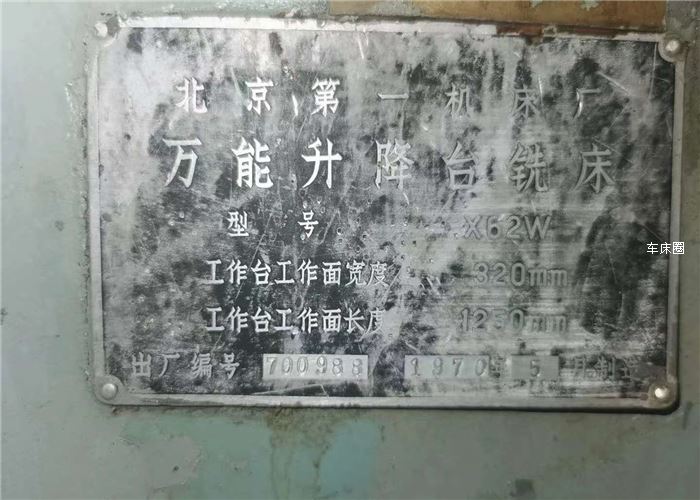 北京第一机床厂
万能升降台铣床
型号 X62W
工作台工作面宽度 320mm
工作台工作面长度 1250mm
出厂编号 700988 1970年5月制造
车床圈